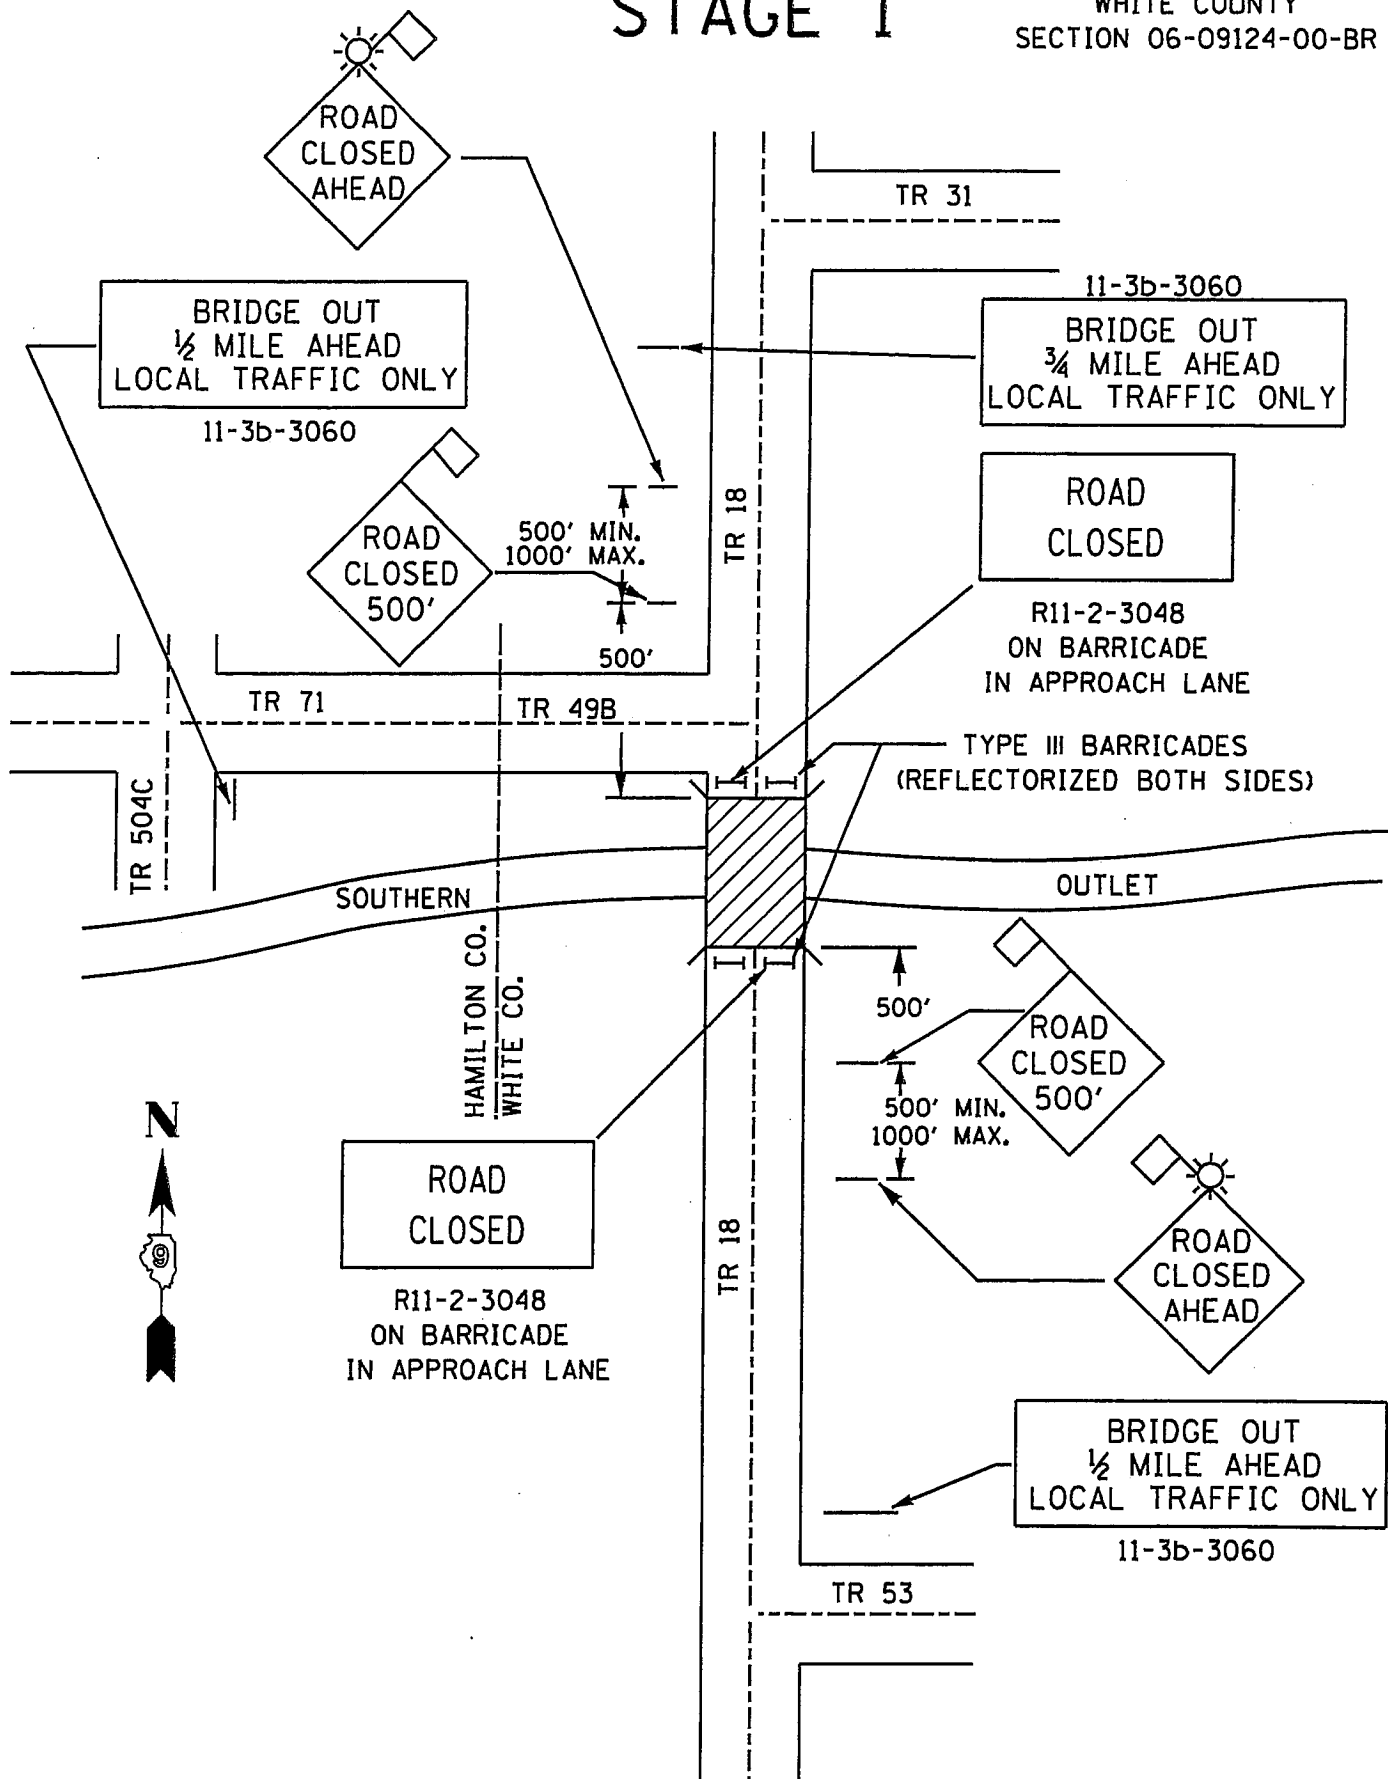 STAGE I
WHITE COUNTY
SECTION 06-09124-00-BR
ROAD
CLOSED
AHEAD
TR 31
BRIDGE OUT
½ MILE AHEAD
LOCAL TRAFFIC ONLY
11-3b-3060
11-3b-3060
BRIDGE OUT
¾ MILE AHEAD
LOCAL TRAFFIC ONLY
ROAD
CLOSED
500'
500' MIN.
1000' MAX.
500'
TR 18
ROAD
CLOSED
R11-2-3048
ON BARRICADE
IN APPROACH LANE
TR 71
TR 49B
TYPE III BARRICADES
(REFLECTORIZED BOTH SIDES)
TR 504C
SOUTHERN
OUTLET
HAMILTON CO.
WHITE CO.
500'
ROAD
CLOSED
500'
500' MIN.
1000' MAX.
N
9
ROAD
CLOSED
R11-2-3048
ON BARRICADE
IN APPROACH LANE
TR 18
ROAD
CLOSED
AHEAD
BRIDGE OUT
½ MILE AHEAD
LOCAL TRAFFIC ONLY
11-3b-3060
TR 53